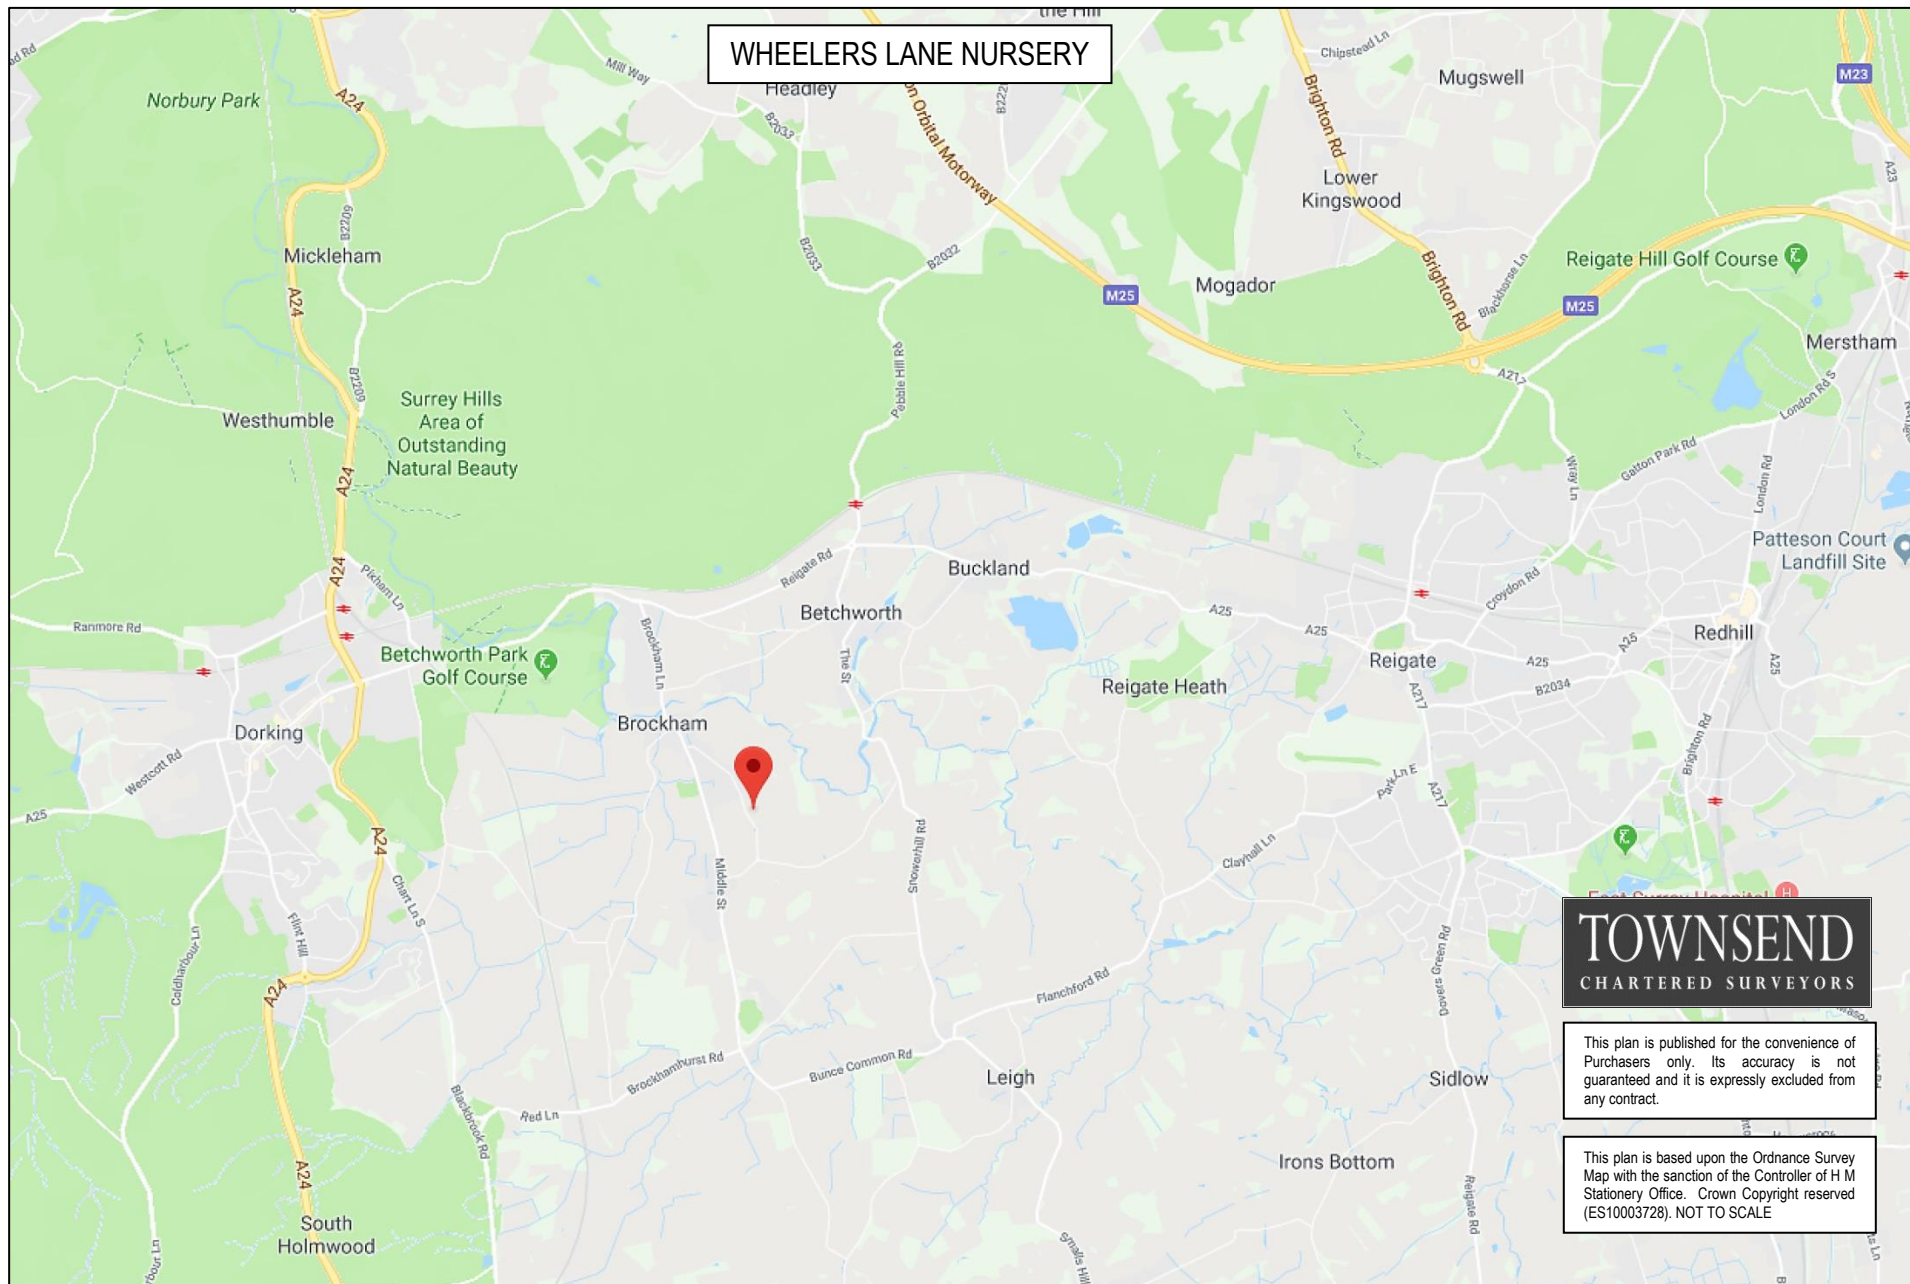 WHEELERS LANE NURSERY
the Hill
Chipstead Ln
Mugswell
M23
Mill Way
Headley
B2033
Norbury Park
A24
Brighton Rd
on Orbital Motorway
A23
Lower
Kingswood
B2209
Mickleham
B2033
B2032
M25
Mogador
Brighton Rd
Blackhorse Ln
Reigate Hill Golf Course
M25
A24
Merstham
Pebble Hill Rd
A217
B2209
London Rd S
Westhumble
Surrey Hills
Area of
Outstanding
Natural Beauty
A24
Wray Ln
Gatton Park Rd
London Rd
Patteson Court
Landfill Site
Reigate Rd
Buckland
A24
Pixham Ln
Croydon Rd
Betchworth
A25
A25
Ranmore Rd
Brockham Ln
The St
Betchworth Park
Golf Course
Reigate Heath
Reigate
A25
A25
Redhill
A25
B2034
A217
Brockham
Dorking
Westcott Rd
Brighton Rd
Park Ln E
A217
A25
A24
Middle St
Snowerhill Rd
Clayhall Ln
Chart Ln S
East Surrey Hospital
H
Flint Hill
Coldharbour Ln
Dovers Green Rd
TOWNSEND
CHARTERED SURVEYORS
A24
Flanchford Rd
Brockhamhurst Rd
Bunce Common Rd
Leigh
Sidlow
This plan is published for the convenience of
Purchasers only. Its accuracy is not
guaranteed and it is expressly excluded from
any contract.
Red Ln
Blackbrook Rd
Irons Bottom
A24
Reigate Rd
This plan is based upon the Ordnance Survey
Map with the sanction of the Controller of H M
Stationery Office. Crown Copyright reserved
(ES10003728). NOT TO SCALE
South
Holmwood
Smalls Hill